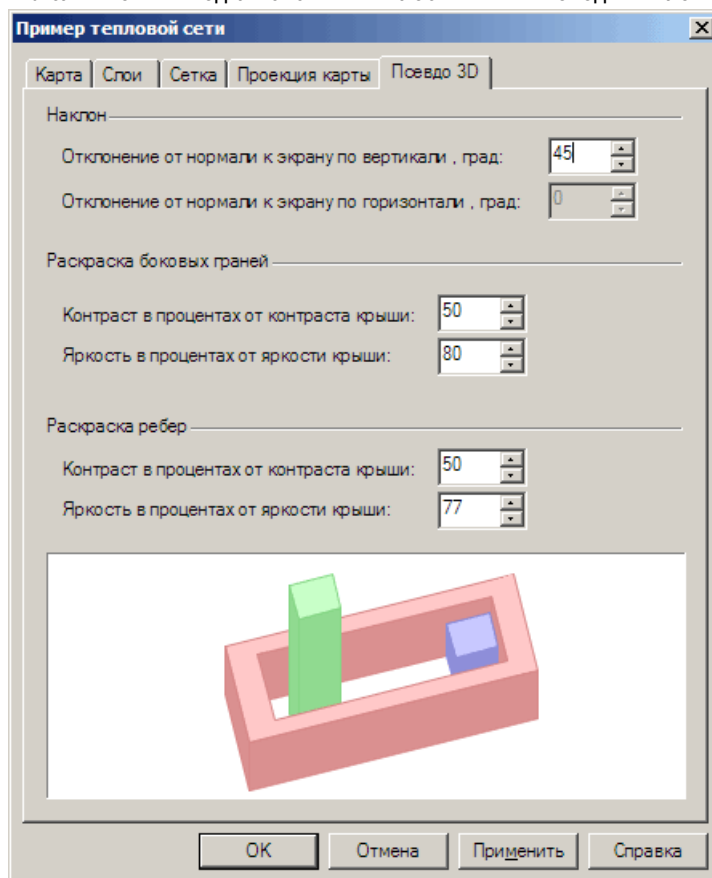 Пример тепловой сети
Карта Слои Сетка Проекция карты Псевдо 3D
Наклон
Отклонение от нормали к экрану по вертикали , град: 45
Отклонение от нормали к экрану по горизонтали , град: 0
Раскраска боковых граней
Контраст в процентах от контраста крыши: 50
Яркость в процентах от яркости крыши: 80
Раскраска ребер
Контраст в процентах от контраста крыши: 50
Яркость в процентах от яркости крыши: 77
ОК Отмена Применить Справка